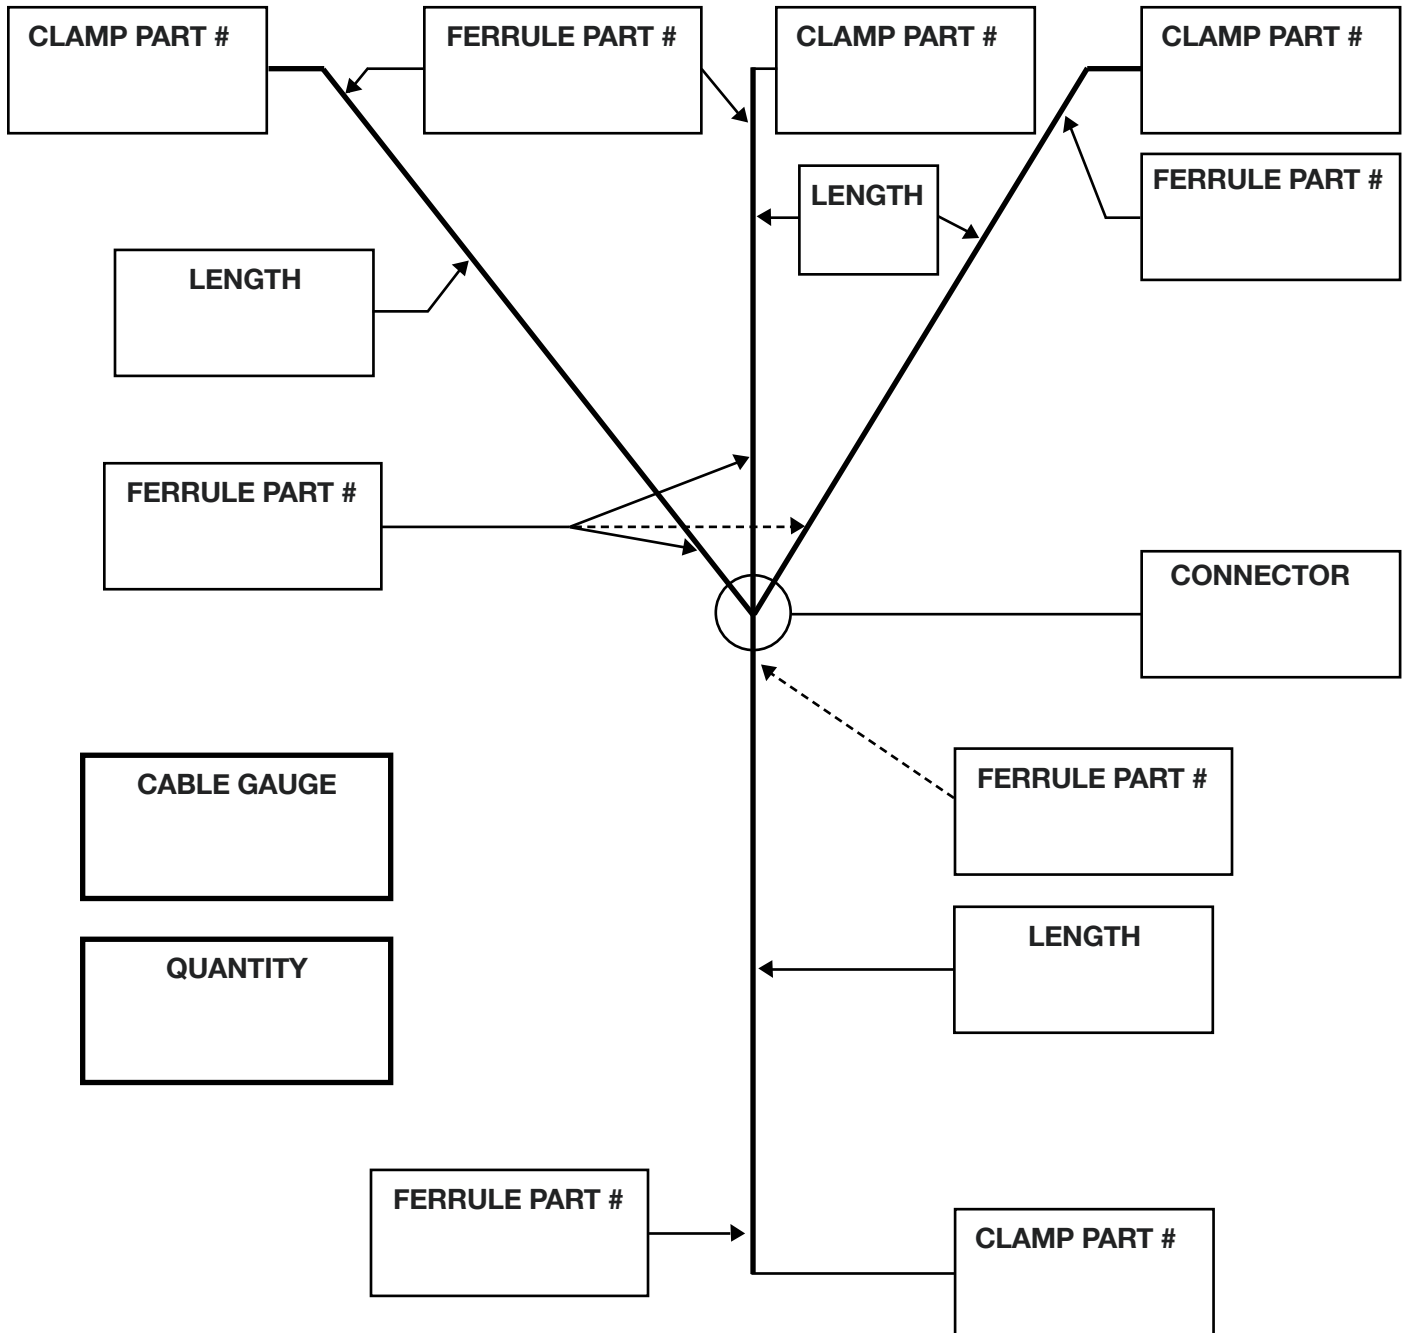 CLAMP PART #
FERRULE PART #
CLAMP PART #
CLAMP PART #
FERRULE PART #
LENGTH
LENGTH
FERRULE PART #
CONNECTOR
CABLE GAUGE
FERRULE PART #
LENGTH
QUANTITY
FERRULE PART #
CLAMP PART #